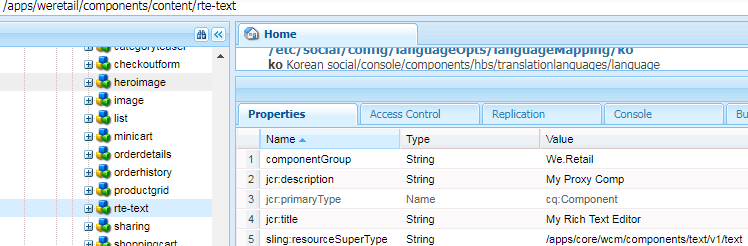 /apps/weretail/components/content/rte-text
categoryteaser
checkoutform
heroimage
image
list
minicart
orderdetails
orderhistory
productgrid
rte-text
sharing
shoppingcart
Home
/etc/social/config/languageOpts/languageMapping/ko
ko Korean social/console/components/hbs/translationlanguages/language
Properties Access Control Replication Console Bu
Name Type Value
1 componentGroup String We.Retail
2 jcr:description String My Proxy Comp
3 jcr:primaryType Name cq:Component
4 jcr:title String My Rich Text Editor
5 sling:resourceSuperType String /apps/core/wcm/components/text/v1/text